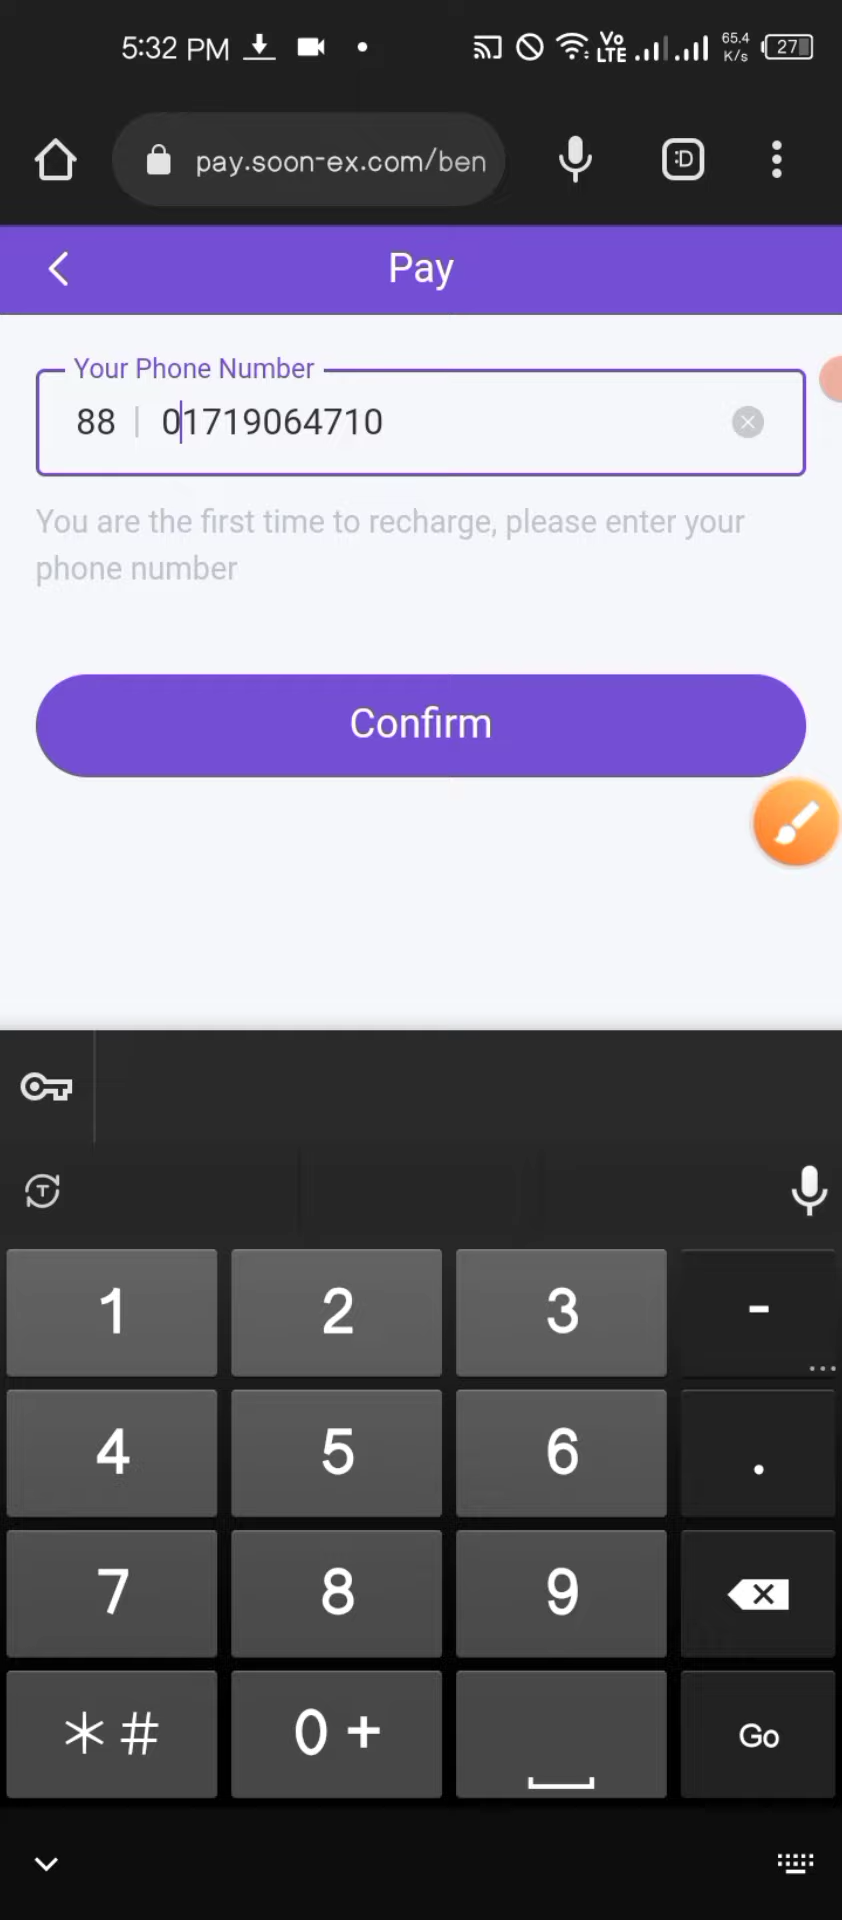 5:32 PM
Vo
LTE
65.4
K/s
27
pay.soon-ex.com/ben
:D
Pay
Your Phone Number
88 | 01719064710
You are the first time to recharge, please enter your
phone number
Confirm
T
1 2 3 -
...
4 5 6 .
7 8 9
* # 0 +
Go